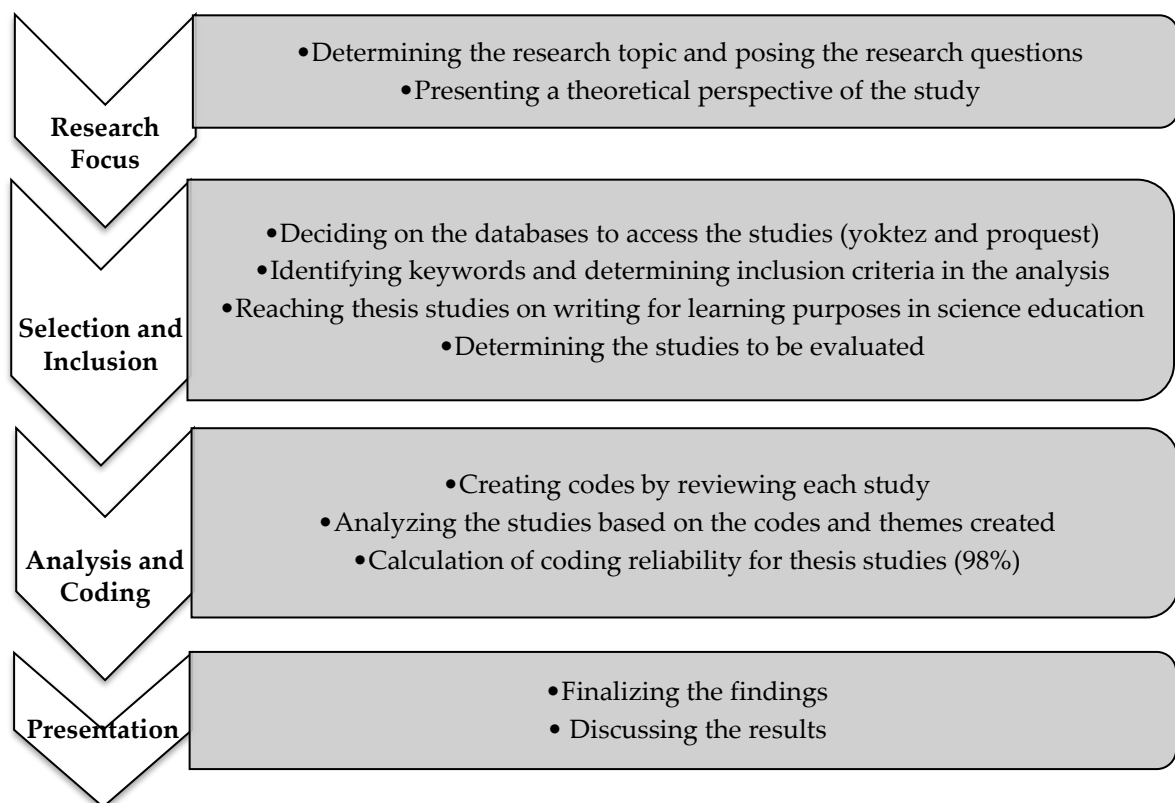 •Determining the research topic and posing the research questions
•Presenting a theoretical perspective of the study
Research
Focus
•Deciding on the databases to access the studies (yoktez and proquest)
•Identifying keywords and determining inclusion criteria in the analysis
•Reaching thesis studies on writing for learning purposes in science education
•Determining the studies to be evaluated
Selection and
Inclusion
•Creating codes by reviewing each study
•Analyzing the studies based on the codes and themes created
•Calculation of coding reliability for thesis studies (98%)
Analysis and
Coding
•Finalizing the findings
• Discussing the results
Presentation